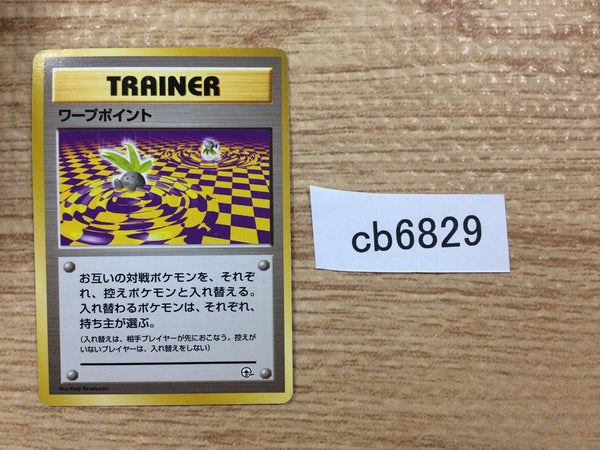 TRAINER
ワープポイント
お互いの対戦ポケモンを、それぞ
れ、控えポケモンと入れ替える。
入れ替わるポケモンは、それぞれ、
持ち主が選ぶ。
(入れ替えは、相手プレイヤーが先におこなう。控えが
いないプレイヤーは、入れ替えをしない)
Illus.Keiji Kinebuchi
cb6829